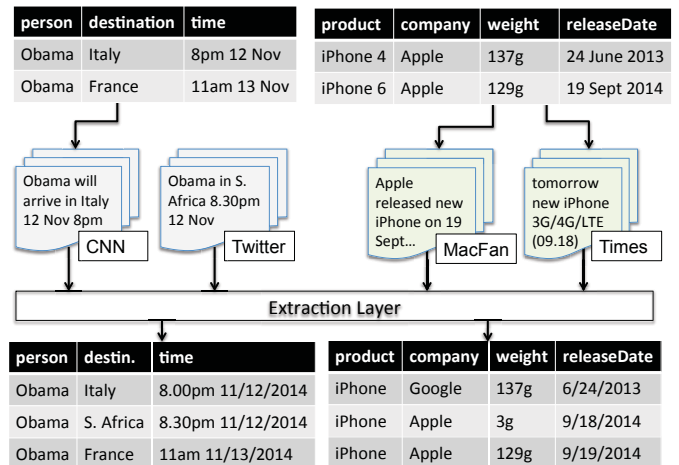 person destination time
Obama Italy 8pm 12 Nov
Obama France 11am 13 Nov
product company weight releaseDate
iPhone 4 Apple 137g 24 June 2013
iPhone 6 Apple 129g 19 Sept 2014
Obama will
arrive in Italy
12 Nov 8pm
CNN
Obama in S.
Africa 8.30pm
12 Nov
Twitter
Apple
released new
iPhone on 19
Sept...
MacFan
tomorrow
new iPhone
3G/4G/LTE
(09.18)
Times
Extraction Layer
person destin. time
Obama Italy 8.00pm 11/12/2014
Obama S. Africa 8.30pm 11/12/2014
Obama France 11am 11/13/2014
product company weight releaseDate
iPhone Google 137g 6/24/2013
iPhone Apple 3g 9/18/2014
iPhone Apple 129g 9/19/2014